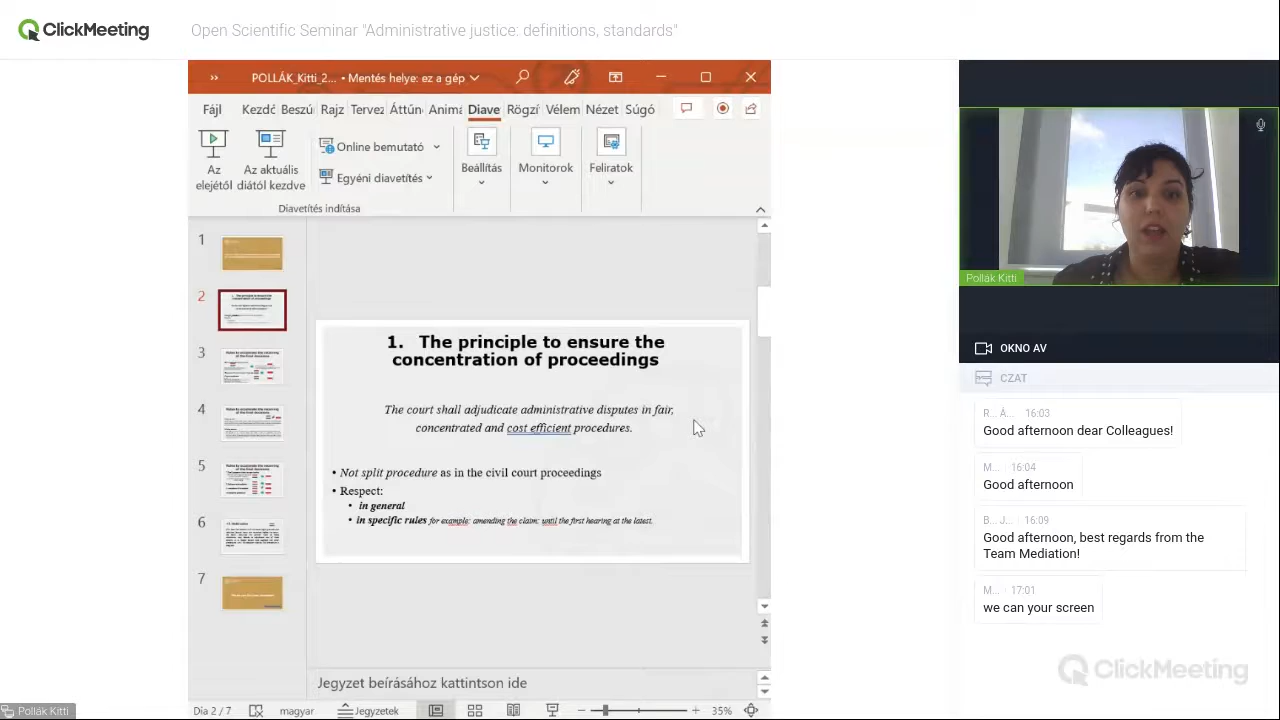 ClickMeeting
Open Scientific Seminar "Administrative justice: definitions, standards"
POLLÁK_Kitti_2... • Mentés helye: ez a gép
Fájl Kezdő Beszú Rajz Tervez Áttűn Anima Diave Rögzí Vélem Nézet Súgó
Az elejétől
Az aktuális diától kezdve
Online bemutató
Egyéni diavetítés
Diavetítés indítása
Beállítás
Monitorok
Feliratok
1
2
3
4
5
6
7
1. The principle to ensure the
concentration of proceedings
The court shall adjudicate administrative disputes in fair,
concentrated and cost efficient procedures.
• Not split procedure as in the civil court proceedings
• Respect:
• in general
• in specific rules for example: amending the claim: until the first hearing at the latest.
Jegyzet beírásához kattintson ide
Dia 2 / 7 magyar Jegyzetek 35%
Pollák Kitti
Pollák Kitti
OKNO AV
CZAT
R... Á... 16:03
Good afternoon dear Colleagues!
M... 16:04
Good afternoon
B... J... 16:09
Good afternoon, best regards from the
Team Mediation!
M... 17:01
we can your screen
ClickMeeting